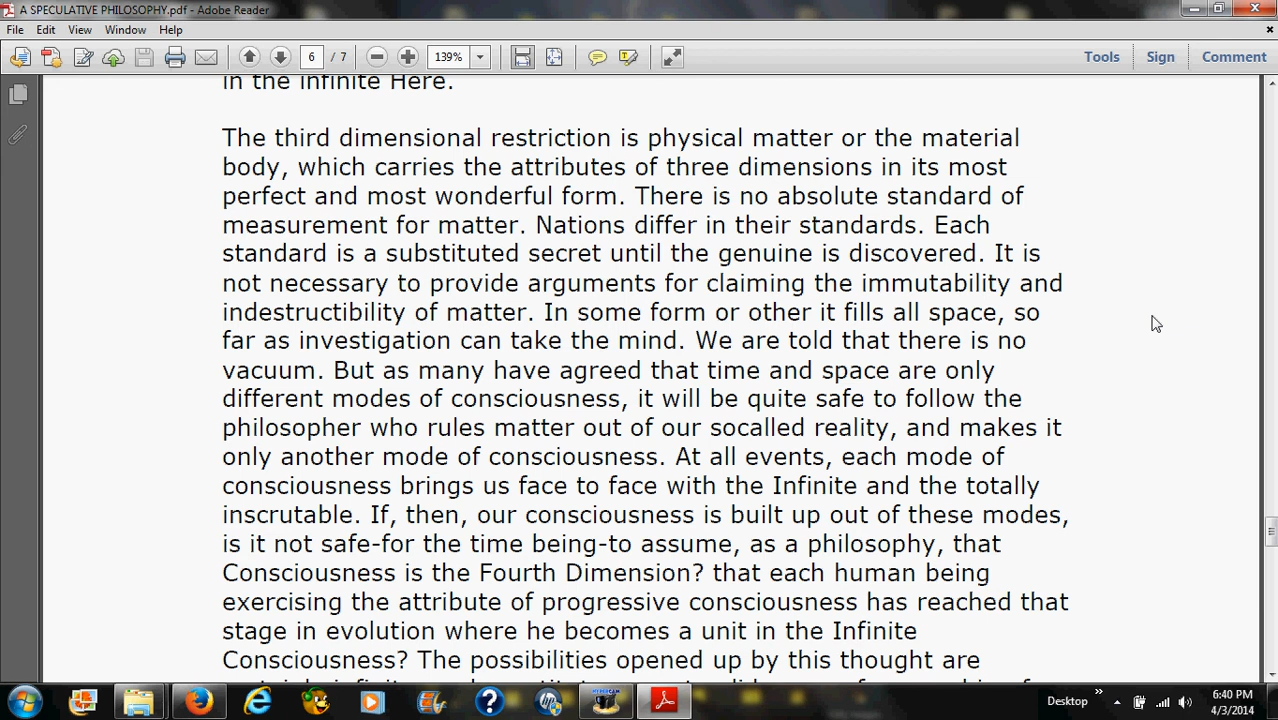 A SPECULATIVE PHILOSOPHY.pdf - Adobe Reader
File Edit View Window Help
6 / 7 139% Tools Sign Comment
in the infinite Here.
The third dimensional restriction is physical matter or the material
body, which carries the attributes of three dimensions in its most
perfect and most wonderful form. There is no absolute standard of
measurement for matter. Nations differ in their standards. Each
standard is a substituted secret until the genuine is discovered. It is
not necessary to provide arguments for claiming the immutability and
indestructibility of matter. In some form or other it fills all space, so
far as investigation can take the mind. We are told that there is no
vacuum. But as many have agreed that time and space are only
different modes of consciousness, it will be quite safe to follow the
philosopher who rules matter out of our socalled reality, and makes it
only another mode of consciousness. At all events, each mode of
consciousness brings us face to face with the Infinite and the totally
inscrutable. If, then, our consciousness is built up out of these modes,
is it not safe-for the time being-to assume, as a philosophy, that
Consciousness is the Fourth Dimension? that each human being
exercising the attribute of progressive consciousness has reached that
stage in evolution where he becomes a unit in the Infinite
Consciousness? The possibilities opened up by this thought are
Desktop 6:40 PM
4/3/2014